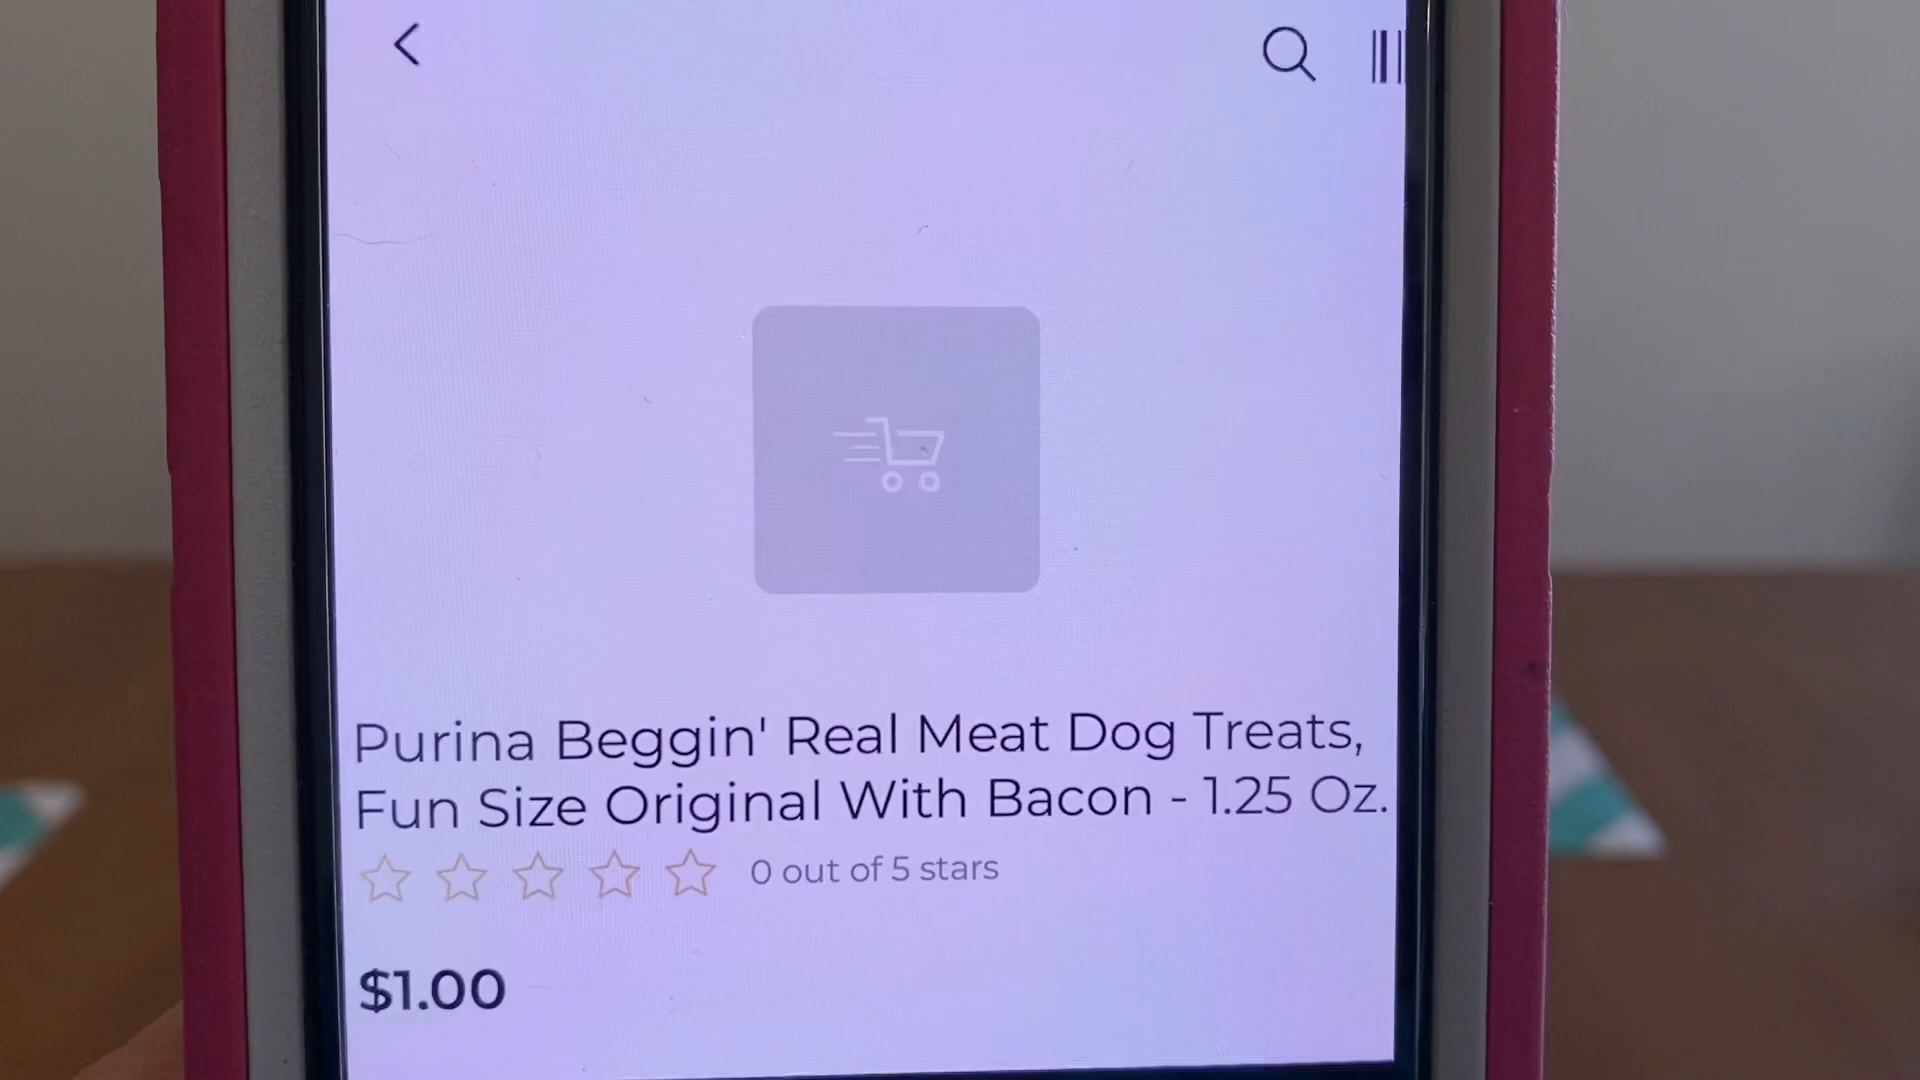 Purina Beggin' Real Meat Dog Treats,
Fun Size Original With Bacon - 1.25 Oz.
0 out of 5 stars
$1.00